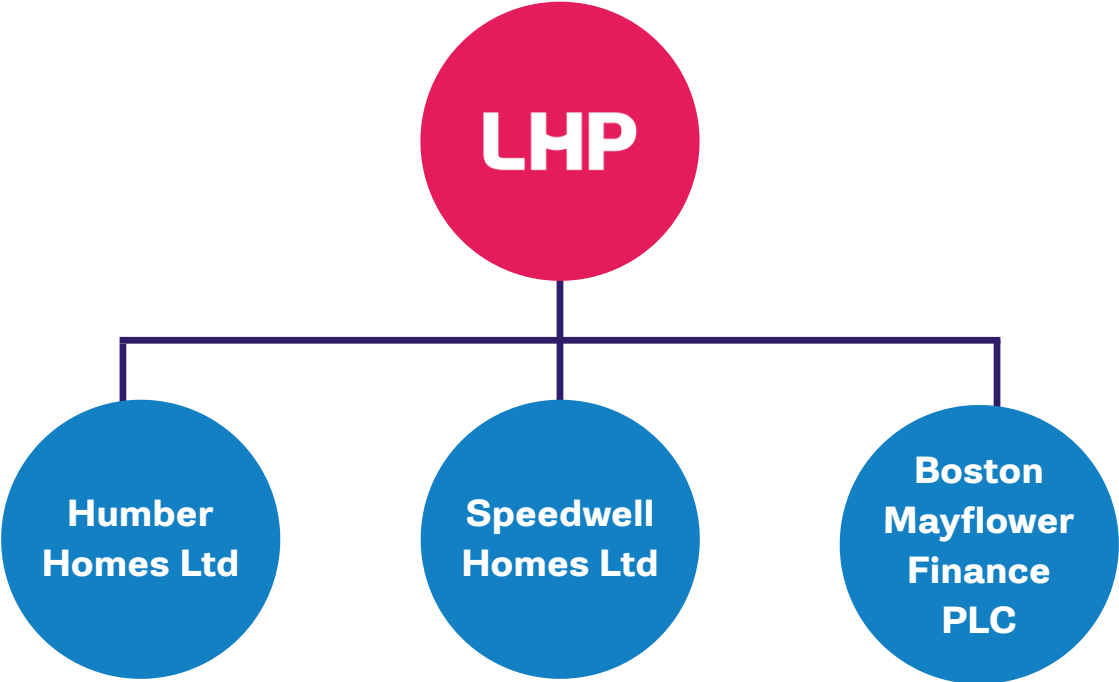 LHP
Humber
Homes Ltd
Speedwell
Homes Ltd
Boston
Mayflower
Finance
PLC